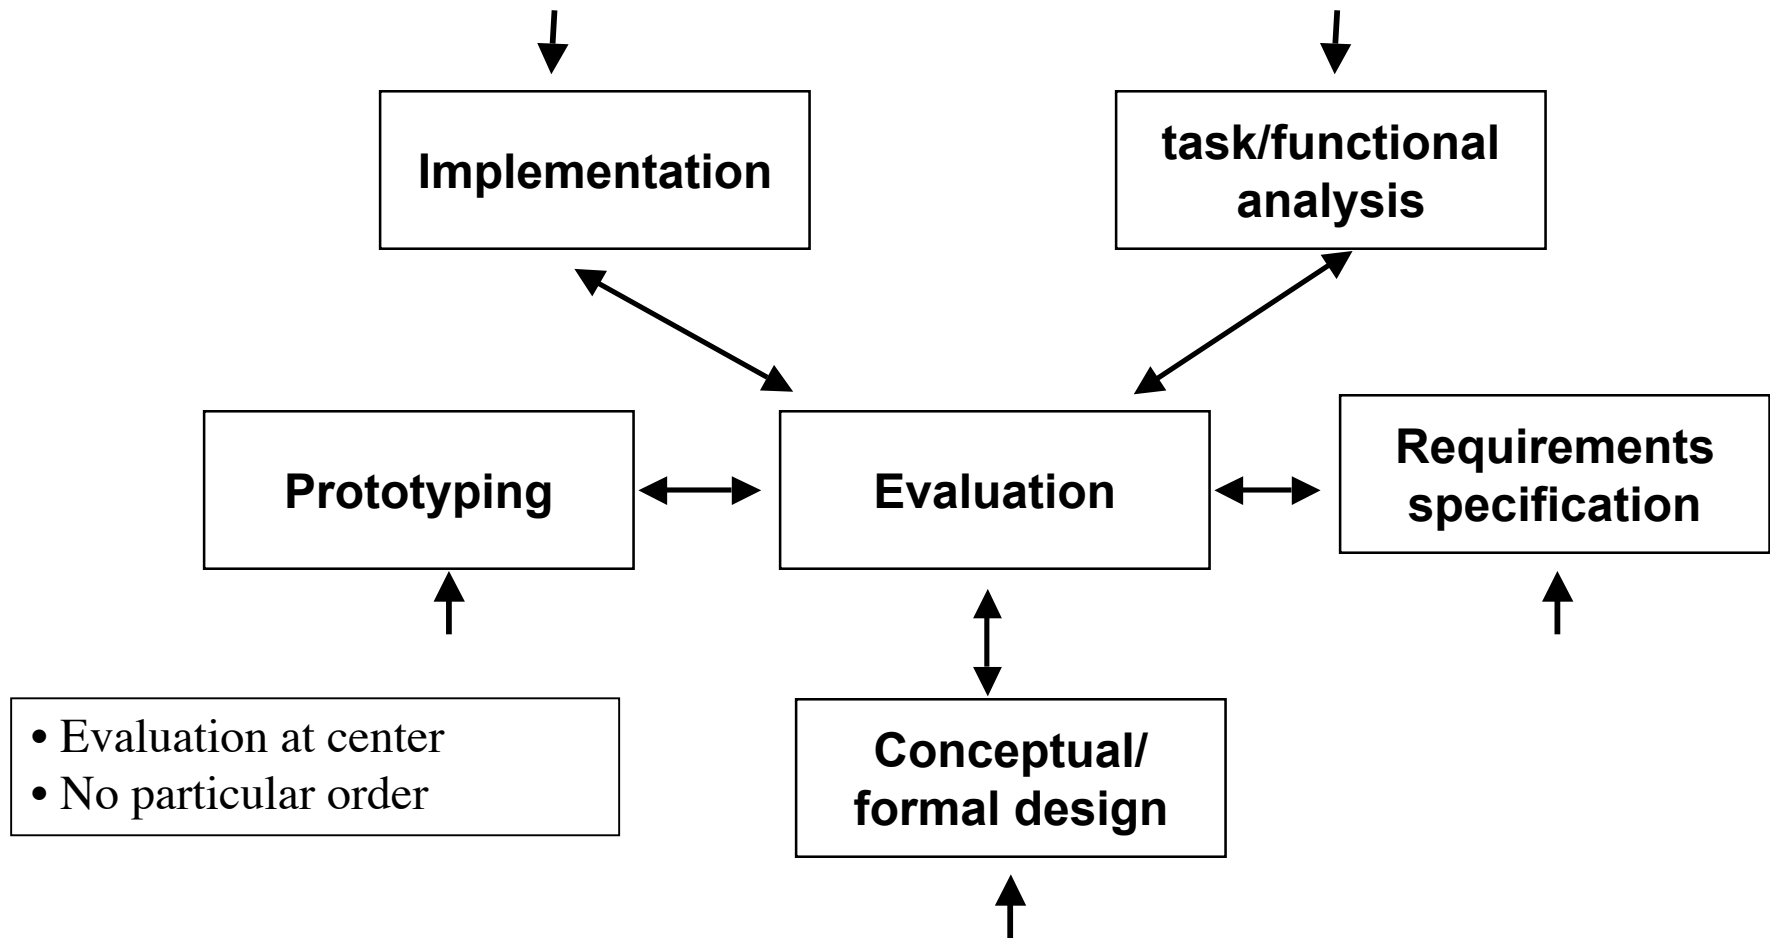 Implementation
task/functional
analysis
Prototyping
Evaluation
Requirements
specification
• Evaluation at center
• No particular order
Conceptual/
formal design